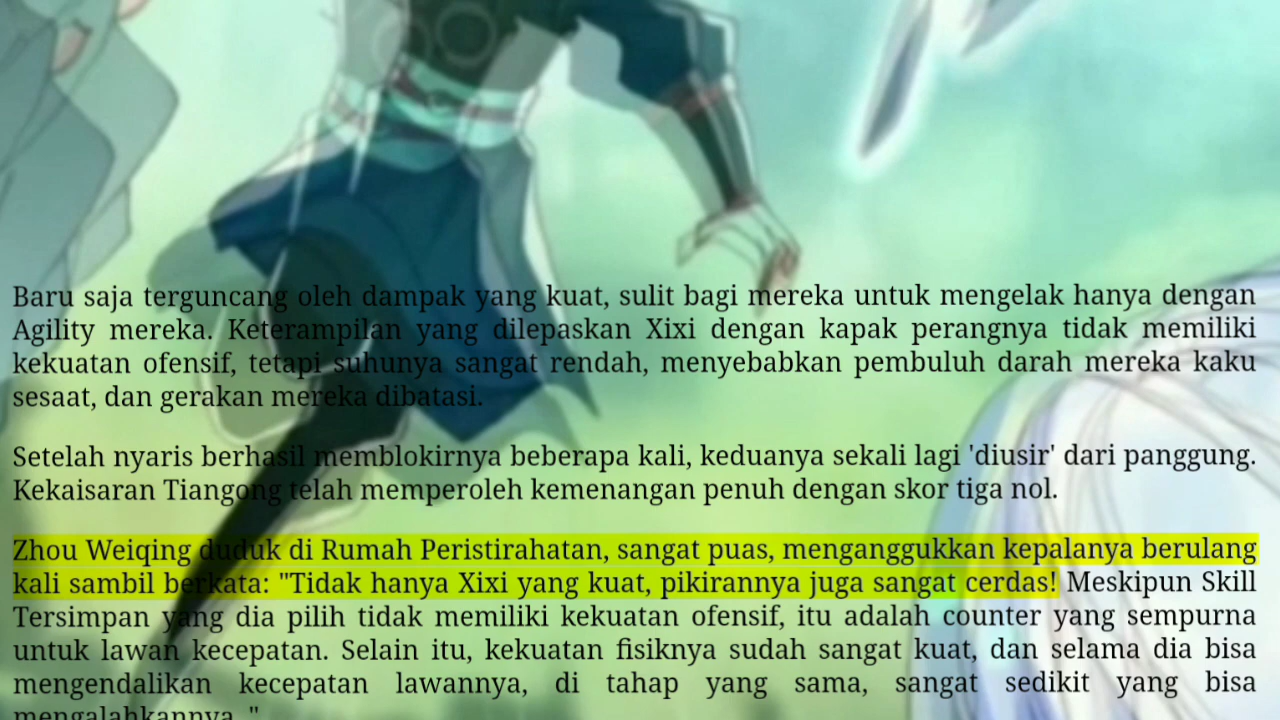 Baru saja terguncang oleh dampak yang kuat, sulit bagi mereka untuk mengelak hanya dengan
Agility mereka. Keterampilan yang dilepaskan Xixi dengan kapak perangnya tidak memiliki
kekuatan ofensif, tetapi suhunya sangat rendah, menyebabkan pembuluh darah mereka kaku
sesaat, dan gerakan mereka dibatasi.
Setelah nyaris berhasil memblokirnya beberapa kali, keduanya sekali lagi 'diusir' dari panggung.
Kekaisaran Tiangong telah memperoleh kemenangan penuh dengan skor tiga nol.
Zhou Weiqing duduk di Rumah Peristirahatan, sangat puas, menganggukkan kepalanya berulang
kali sambil berkata: "Tidak hanya Xixi yang kuat, pikirannya juga sangat cerdas! Meskipun Skill
Tersimpan yang dia pilih tidak memiliki kekuatan ofensif, itu adalah counter yang sempurna
untuk lawan kecepatan. Selain itu, kekuatan fisiknya sudah sangat kuat, dan selama dia bisa
mengendalikan kecepatan lawannya, di tahap yang sama, sangat sedikit yang bisa
mengalahkannya. "